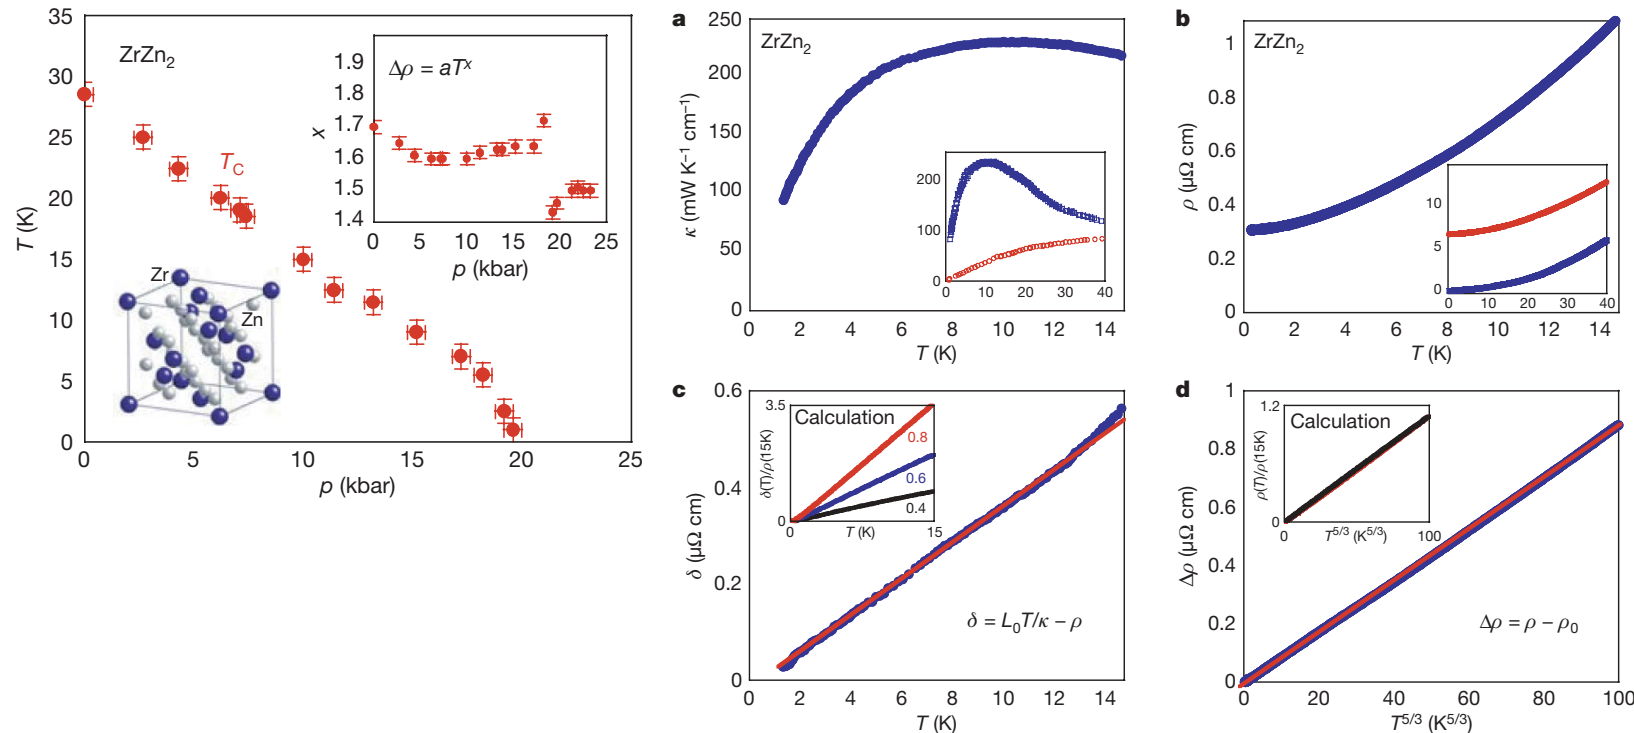 35
30
25
20
15
10
5
0
T (K)
ZrZn₂
T_C
Zr
Zn
0 5 10 15 20 25
p (kbar)
1.9
1.8
1.7
1.6
1.5
1.4
x
Δρ = aTˣ
0 5 10 15 20 25
p (kbar)
a
250
200
150
100
50
0
κ (mW K⁻¹ cm⁻¹)
ZrZn₂
200
100
0
0 10 20 30 40
0 2 4 6 8 10 12 14
T (K)
b
1
0.8
0.6
0.4
0.2
0
ρ (μΩ cm)
ZrZn₂
10
5
0
0 10 20 30 40
0 2 4 6 8 10 12 14
T (K)
c
0.6
0.4
0.2
0
δ (μΩ cm)
3.5
0
δ(T)/ρ(15K)
Calculation
0.8
0.6
0.4
0 T (K) 15
δ = L₀T/κ – ρ
0 2 4 6 8 10 12 14
T (K)
d
1
0.8
0.6
0.4
0.2
0
Δρ (μΩ cm)
1.2
0
ρ(T)/ρ(15K)
Calculation
0 T⁵/³ (K⁵/³) 100
Δρ = ρ – ρ₀
0 20 40 60 80 100
T⁵/³ (K⁵/³)